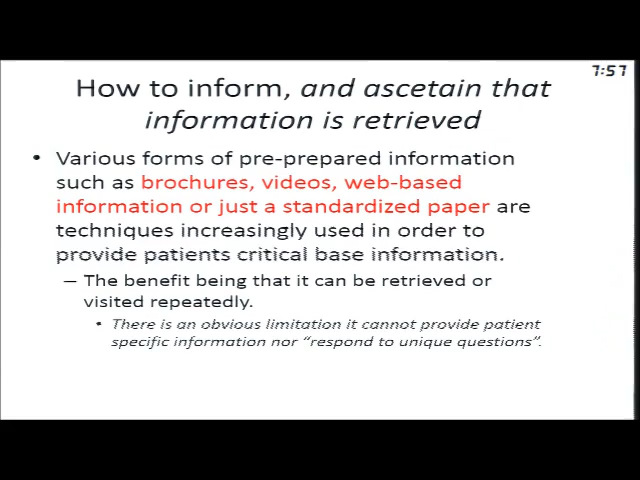 7:57
How to inform, and ascetain that
information is retrieved
• Various forms of pre-prepared information
such as brochures, videos, web-based
information or just a standardized paper are
techniques increasingly used in order to
provide patients critical base information.
– The benefit being that it can be retrieved or
visited repeatedly.
• There is an obvious limitation it cannot provide patient
specific information nor “respond to unique questions”.